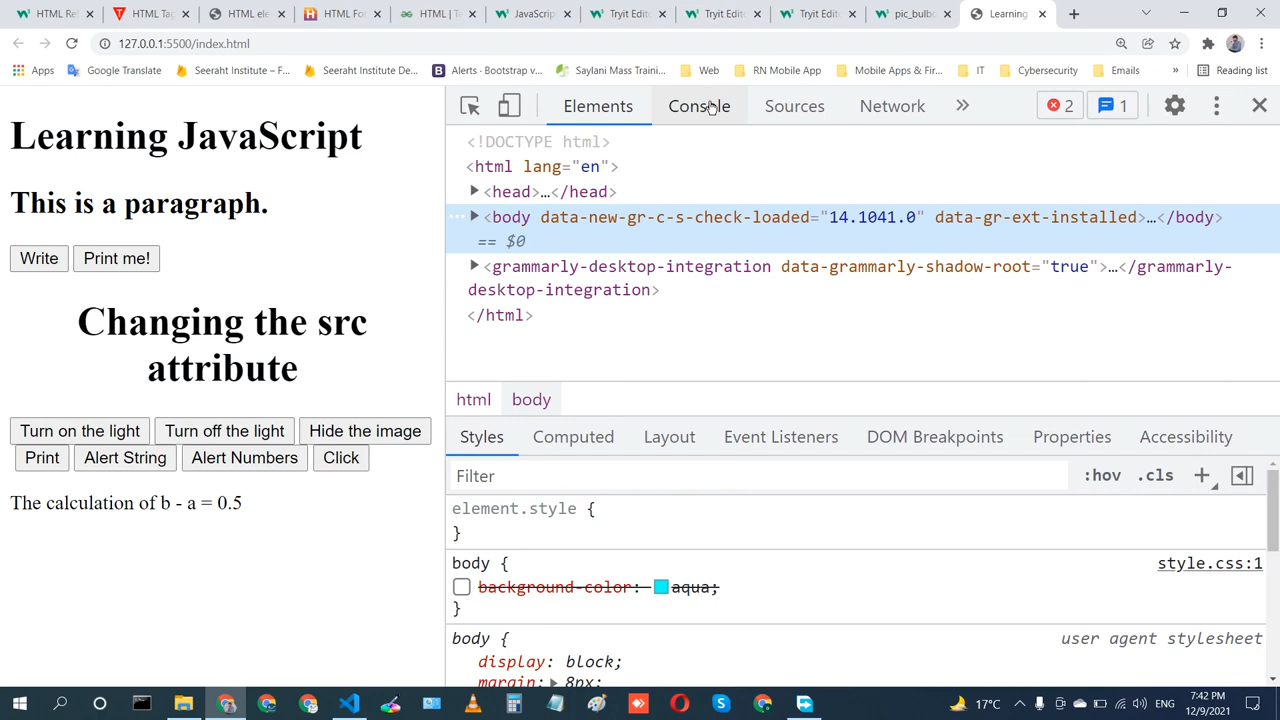 HTML Re
HTML Tag
HTML ele
HTML Fo
HTML | T
JavaScrip
Tryit Edite
Tryit Edite
Tryit Edite
pic_bulbo
Learning
127.0.0.1:5500/index.html
Apps
Google Translate
Seeraht Institute – F...
Seeraht Institute De...
Alerts · Bootstrap v...
Saylani Mass Traini...
Web
RN Mobile App
Mobile Apps & Fir...
IT
Cybersecurity
Emails
»
Reading list
Learning JavaScript
This is a paragraph.
Write
Print me!
Changing the src
attribute
Turn on the light
Turn off the light
Hide the image
Print
Alert String
Alert Numbers
Click
The calculation of b - a = 0.5
Elements
Console
Sources
Network
»
2
1
<!DOCTYPE html>
<html lang="en">
<head>…</head>
<body data-new-gr-c-s-check-loaded="14.1041.0" data-gr-ext-installed>…</body>
== $0
<grammarly-desktop-integration data-grammarly-shadow-root="true">…</grammarly-
desktop-integration>
</html>
html
body
Styles
Computed
Layout
Event Listeners
DOM Breakpoints
Properties
Accessibility
Filter
:hov
.cls
element.style {
}
body {
style.css:1
background-color: aqua;
}
body {
user agent stylesheet
display: block;
margin: 8px;
17°C
ENG
7:42 PM
12/9/2021